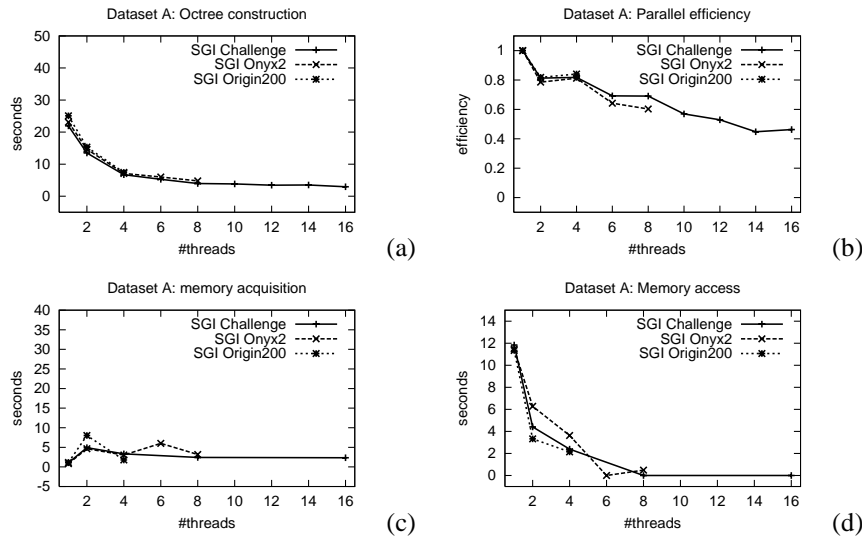 Dataset A: Octree construction
50
40
30
20
10
0
seconds
SGI Challenge
SGI Onyx2
SGI Origin200
2 4 6 8 10 12 14 16
#threads
(a)
Dataset A: Parallel efficiency
1
0.8
0.6
0.4
0.2
0
efficiency
SGI Challenge
SGI Onyx2
SGI Origin200
2 4 6 8 10 12 14 16
#threads
(b)
Dataset A: memory acquisition
40
35
30
25
20
15
10
5
0
-5
seconds
SGI Challenge
SGI Onyx2
SGI Origin200
2 4 6 8 10 12 14 16
#threads
(c)
Dataset A: Memory access
14
12
10
8
6
4
2
0
seconds
SGI Challenge
SGI Onyx2
SGI Origin200
2 4 6 8 10 12 14 16
#threads
(d)